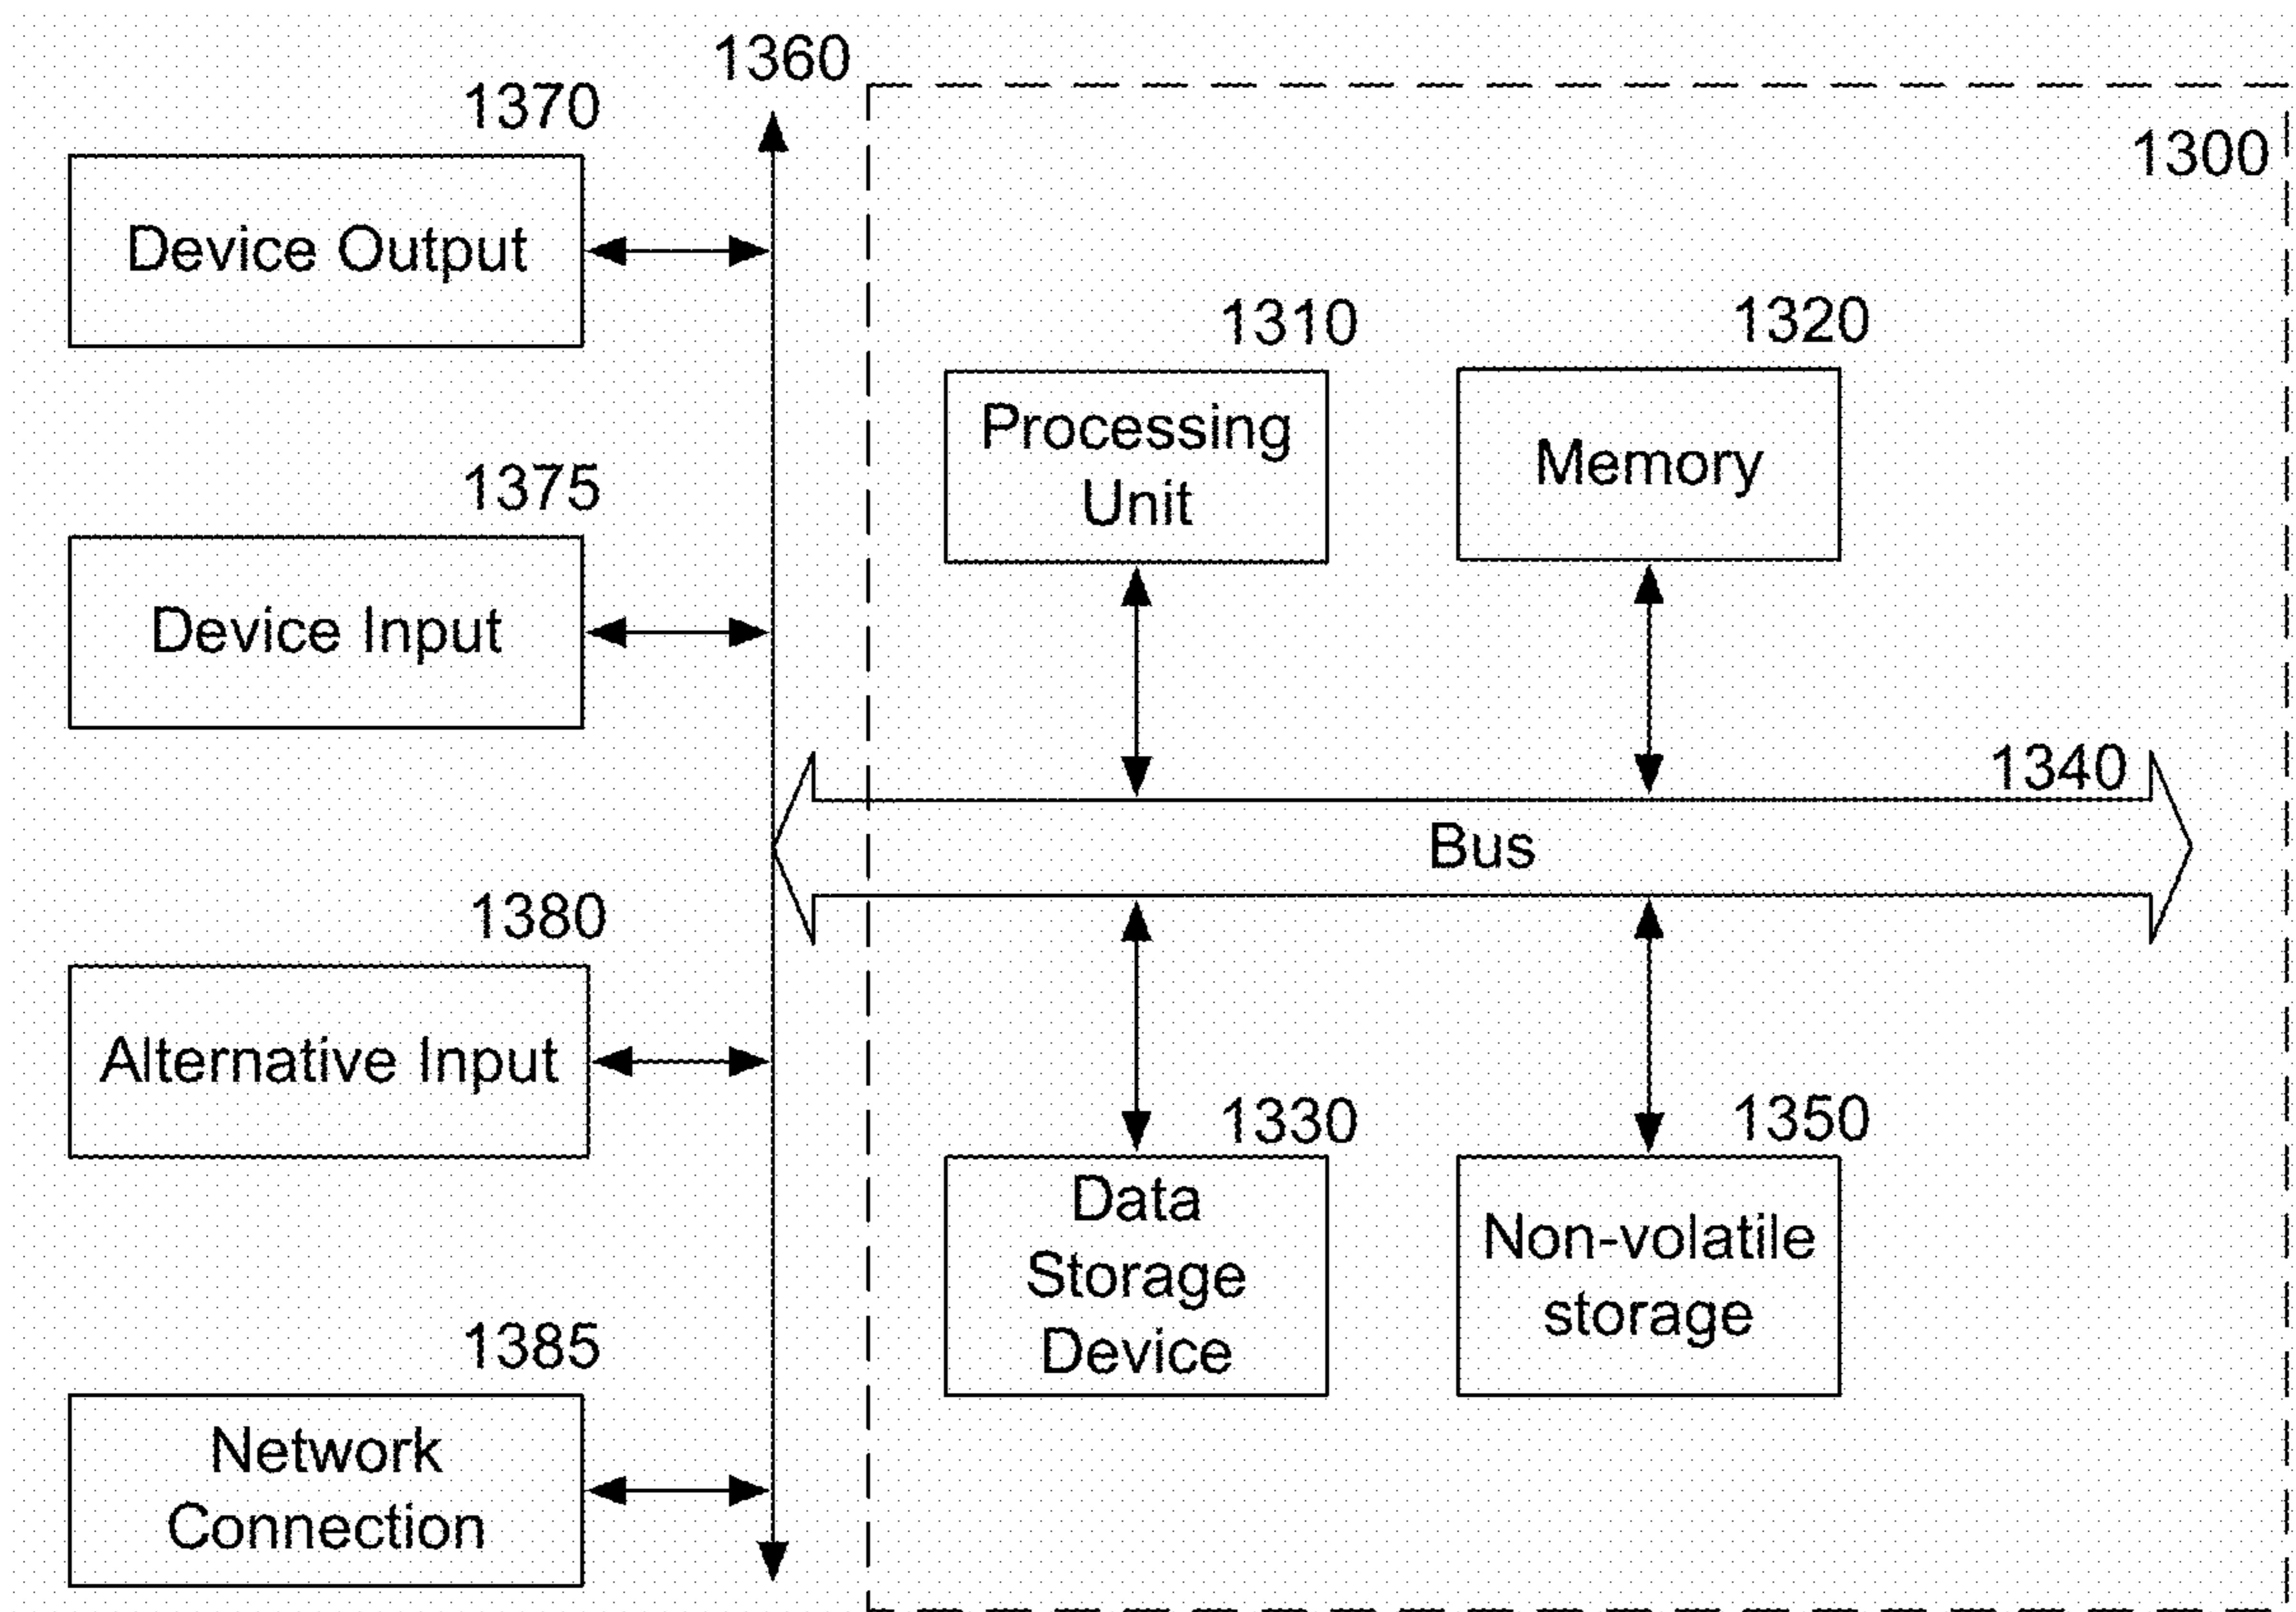 1360
1370
1300
Device Output
1310
1320
Processing
Unit
Memory
1375
Device Input
1340
Bus
1380
Alternative Input
1330
1350
Data
Storage
Device
Non-volatile
storage
1385
Network
Connection